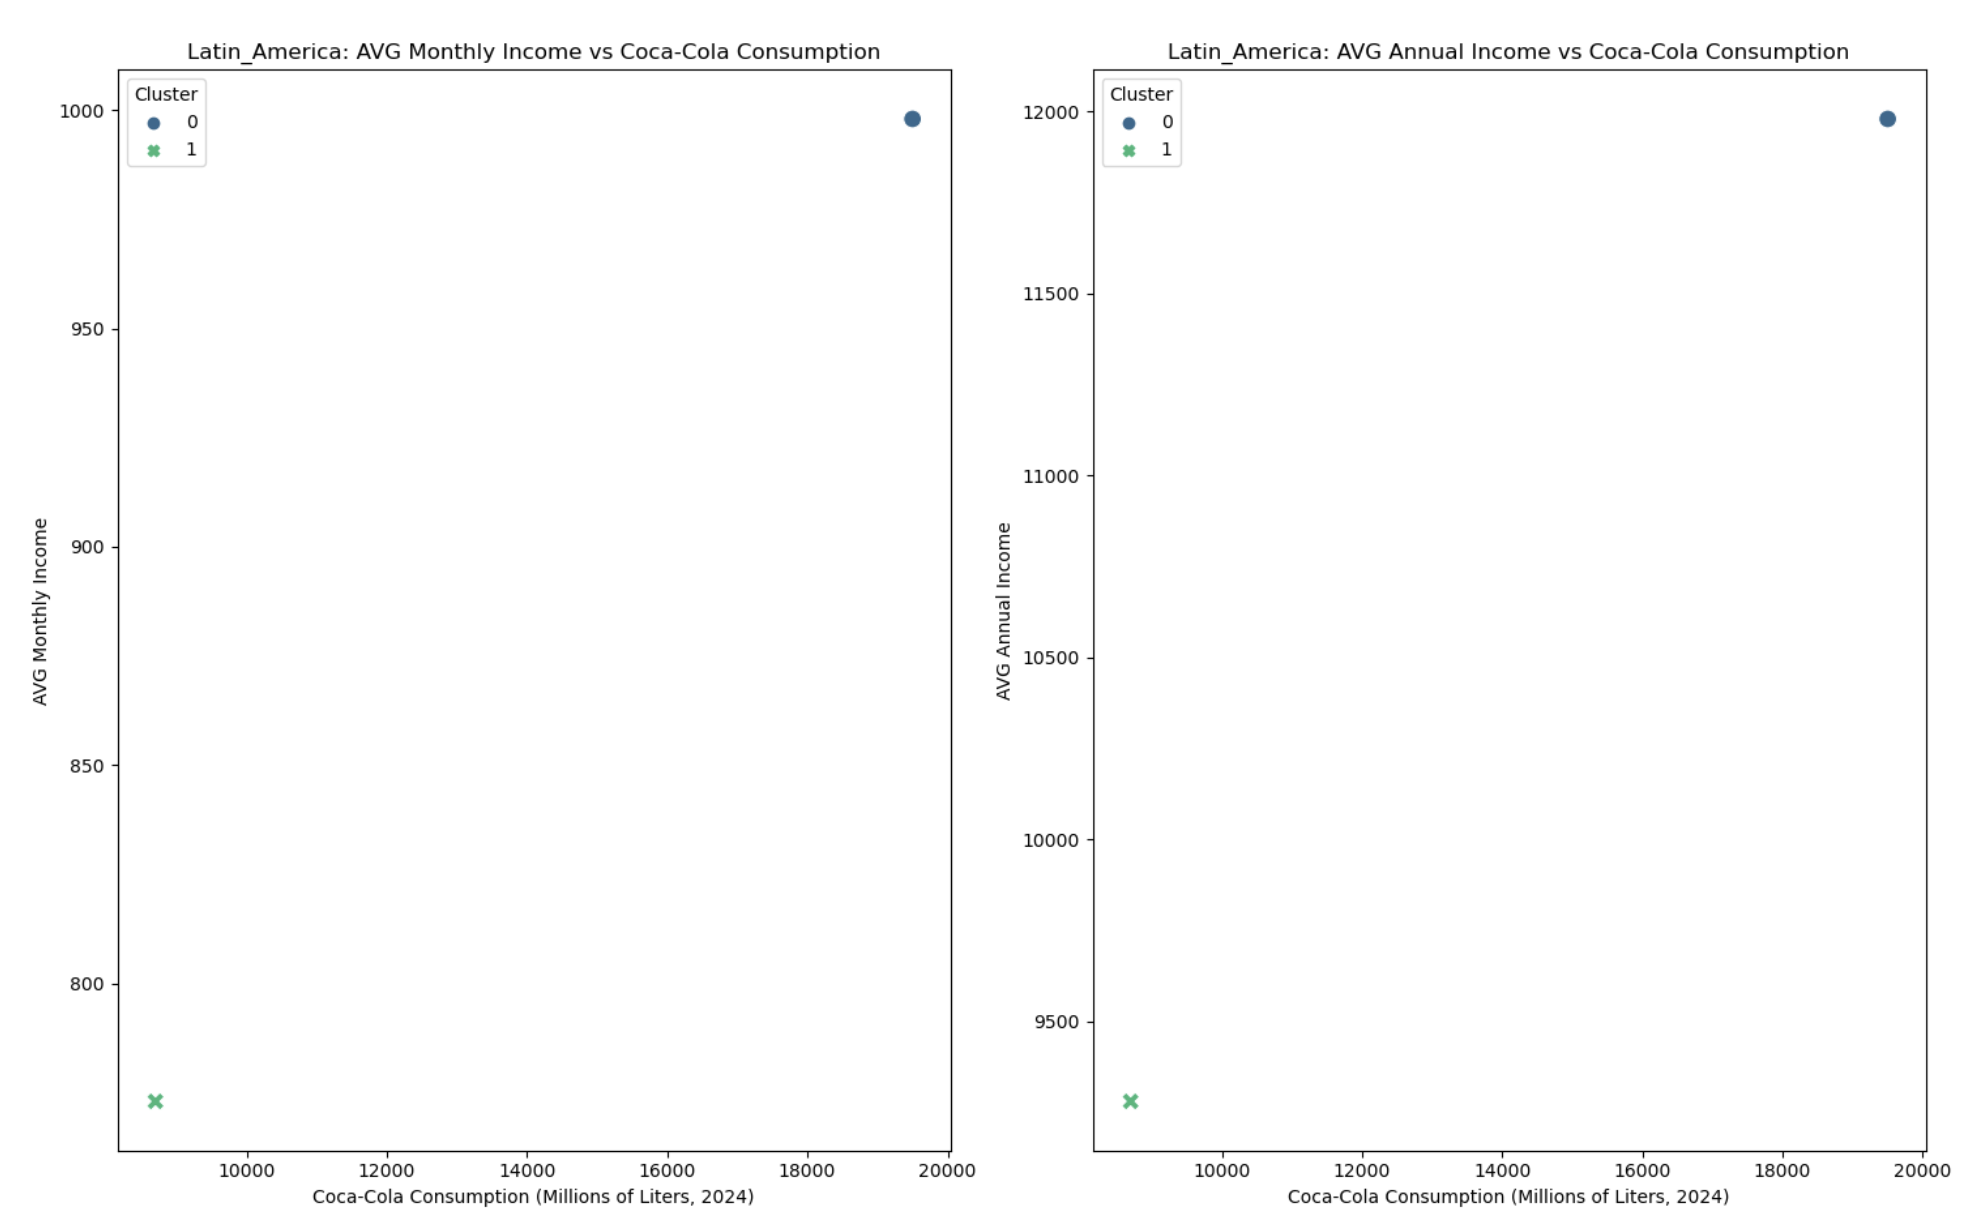 Latin_America: AVG Monthly Income vs Coca-Cola Consumption
Cluster
0
1
1000
950
900
850
800
AVG Monthly Income
10000 12000 14000 16000 18000 20000
Coca-Cola Consumption (Millions of Liters, 2024)
Latin_America: AVG Annual Income vs Coca-Cola Consumption
Cluster
0
1
12000
11500
11000
10500
10000
9500
AVG Annual Income
10000 12000 14000 16000 18000 20000
Coca-Cola Consumption (Millions of Liters, 2024)